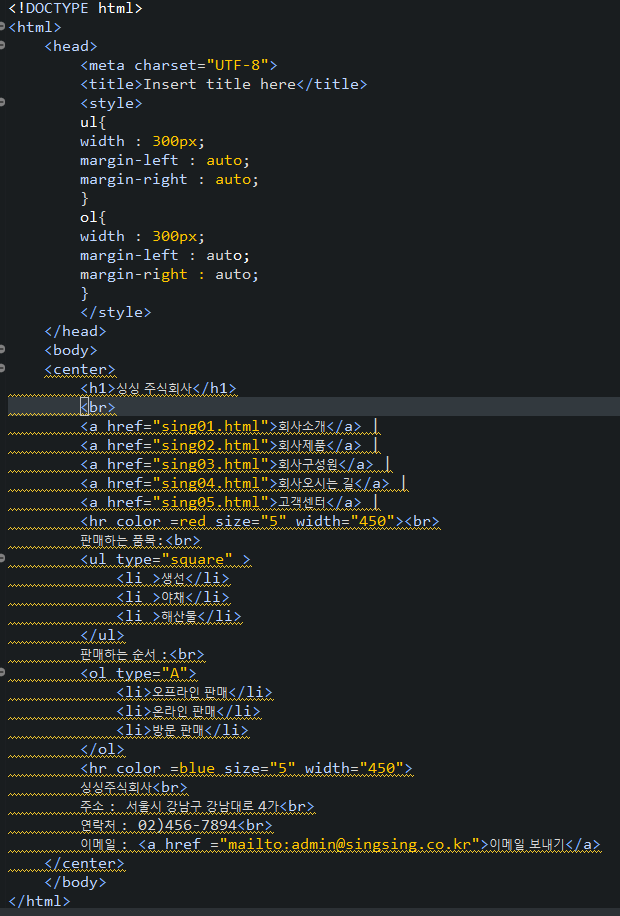 <!DOCTYPE html>
<html>
<head>
<meta charset="UTF-8">
<title>Insert title here</title>
<style>
ul{
width : 300px;
margin-left : auto;
margin-right : auto;
}
ol{
width : 300px;
margin-left : auto;
margin-right : auto;
}
</style>
</head>
<body>
<center>
<h1>싱싱 주식회사</h1>
<br>
<a href="sing01.html">회사소개</a> |
<a href="sing02.html">회사제품</a> |
<a href="sing03.html">회사구성원</a> |
<a href="sing04.html">회사오시는 길</a> |
<a href="sing05.html">고객센터</a> |
<hr color =red size="5" width="450"><br>
판매하는 품목:<br>
<ul type="square" >
<li >생선</li>
<li >야채</li>
<li >해산물</li>
</ul>
판매하는 순서 :<br>
<ol type="A">
<li>오프라인 판매</li>
<li>온라인 판매</li>
<li>방문 판매</li>
</ol>
<hr color =blue size="5" width="450">
싱싱주식회사<br>
주소 : 서울시 강남구 강남대로 4가<br>
연락처 : 02)456-7894<br>
이메일 : <a href ="mailto:admin@singsing.co.kr">이메일 보내기</a>
</center>
</body>
</html>